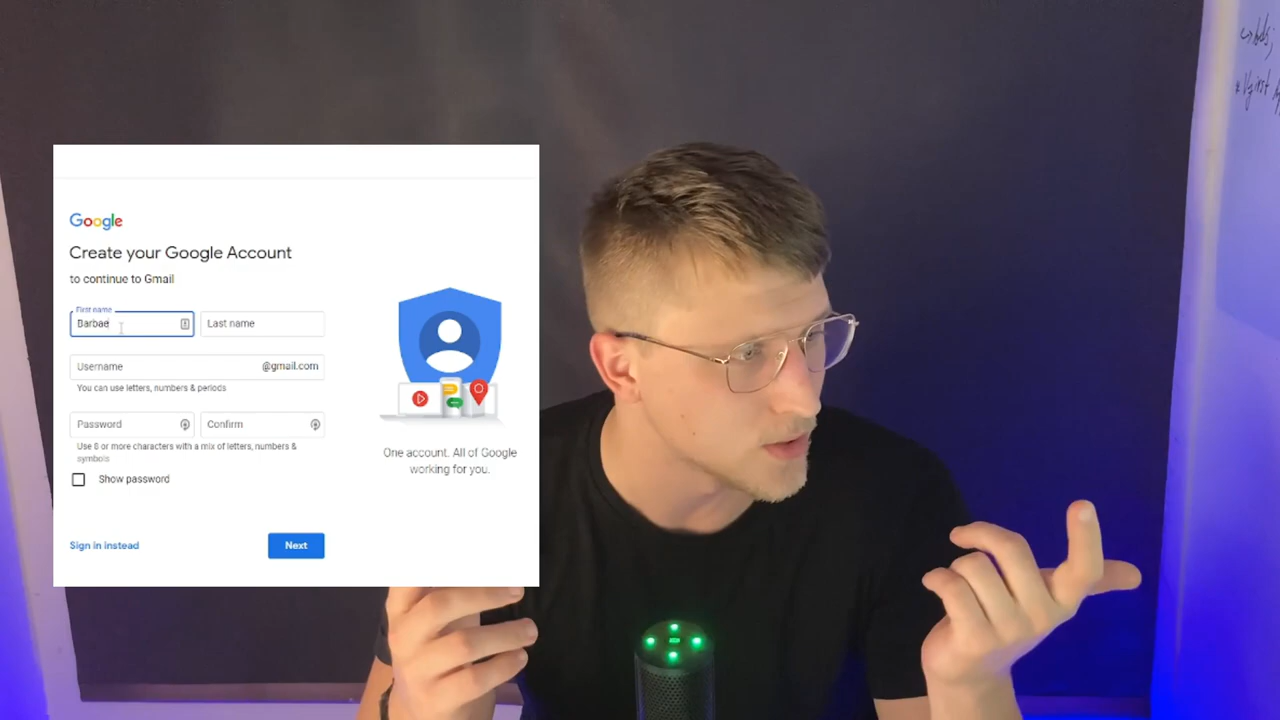 Google
Create your Google Account
to continue to Gmail
First name
Barbae
Last name
Username
@gmail.com
You can use letters, numbers & periods
Password
Confirm
Use 8 or more characters with a mix of letters, numbers &
symbols
Show password
Sign in instead
Next
One account. All of Google
working for you.